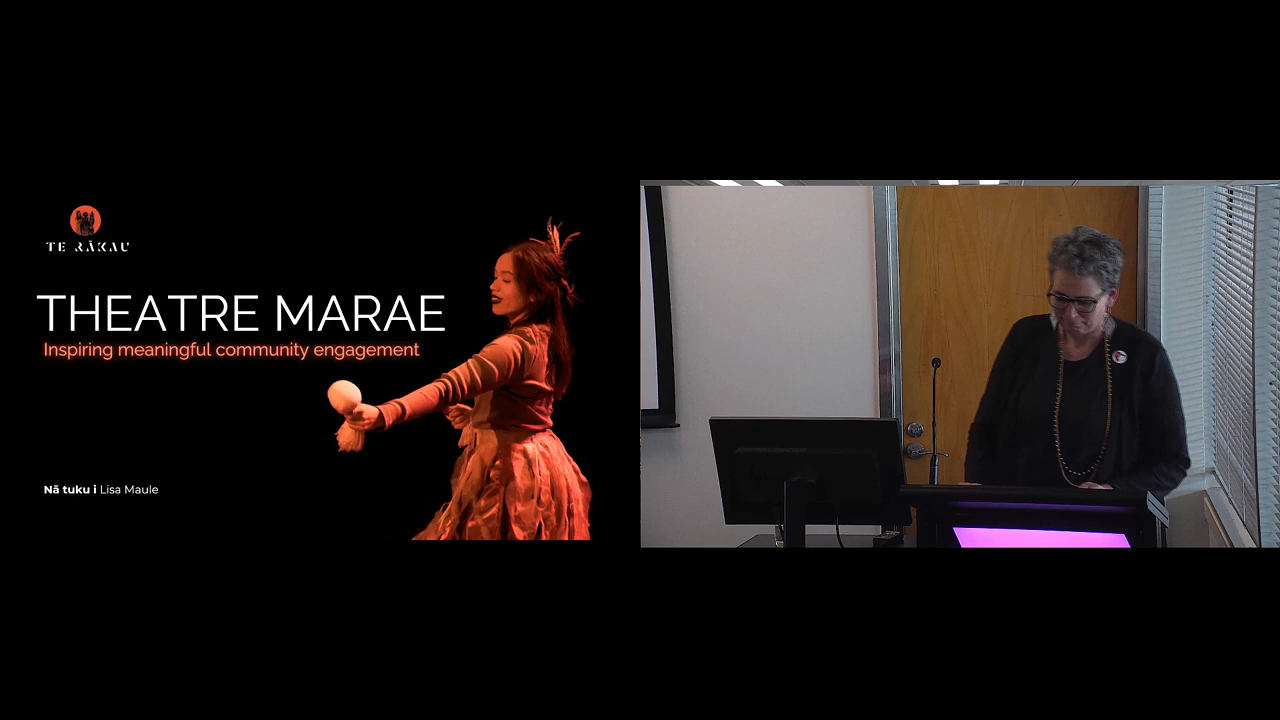 TE RĀKAU
THEATRE MARAE
Inspiring meaningful community engagement
Nā tuku i Lisa Maule